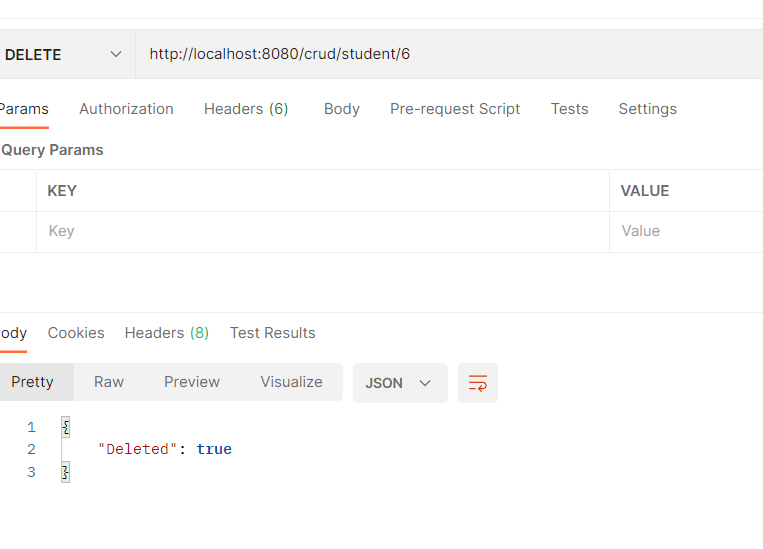 DELETE http://localhost:8080/crud/student/6
Params Authorization Headers (6) Body Pre-request Script Tests Settings
Query Params
KEY VALUE
Key Value
ody Cookies Headers (8) Test Results
Pretty Raw Preview Visualize JSON
1 {
2 "Deleted": true
3 }